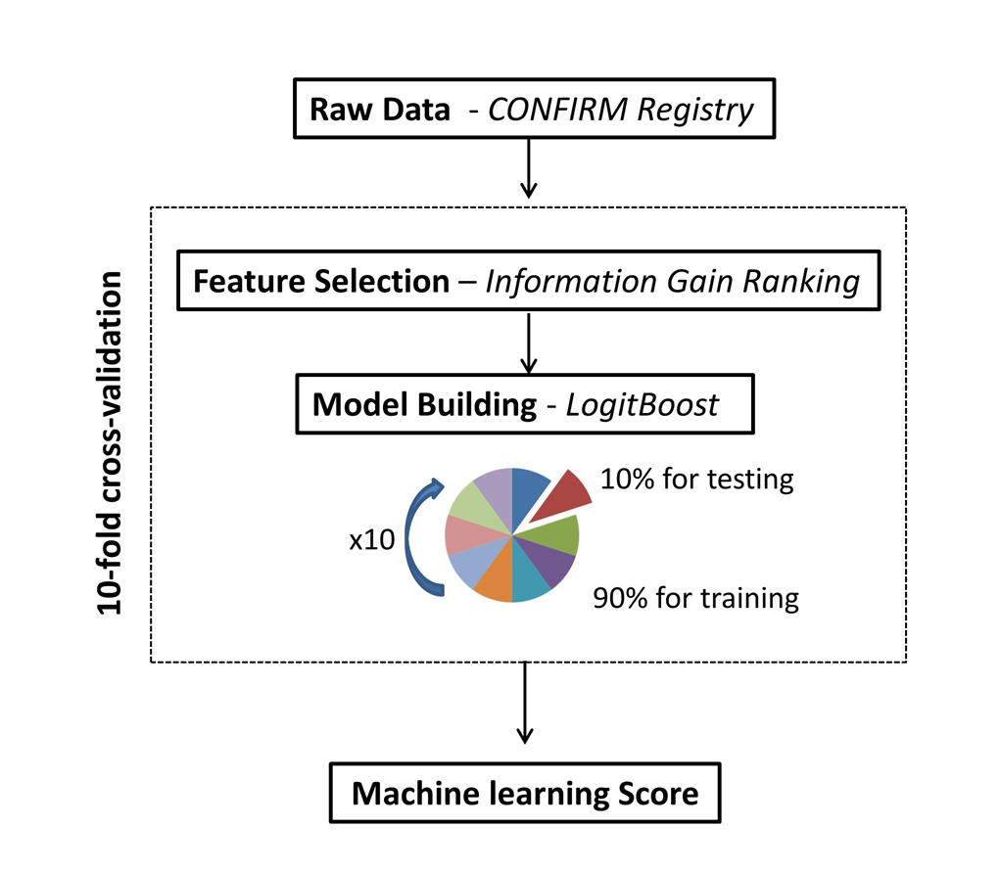 Raw Data - CONFIRM Registry
10-fold cross-validation
Feature Selection – Information Gain Ranking
Model Building - LogitBoost
10% for testing
x10
90% for training
Machine learning Score